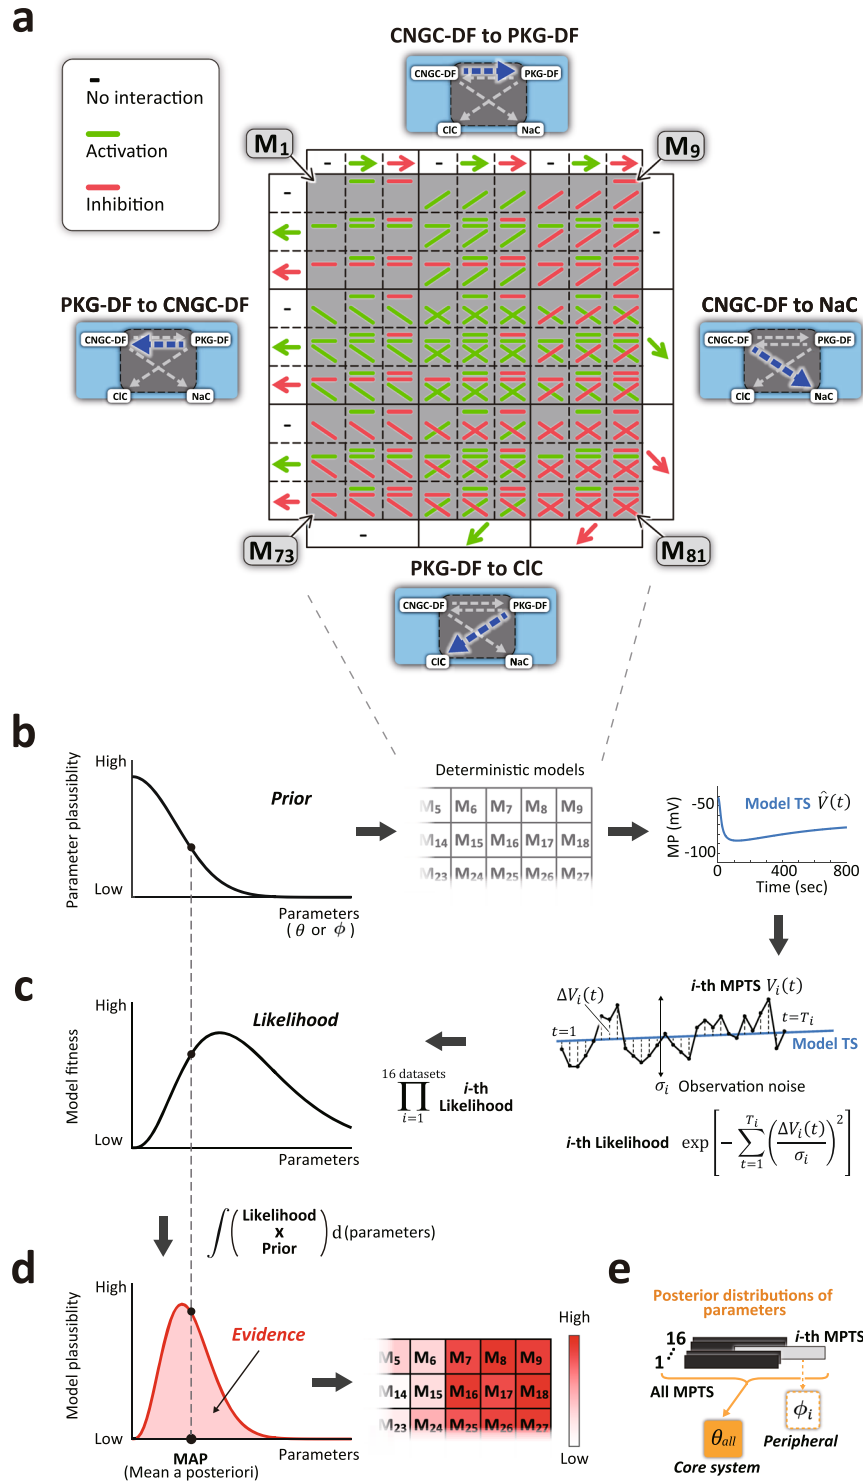 a
CNGC-DF to PKG-DF
CNGC-DF
PKG-DF
ClC
NaC
-
No interaction
Activation
Inhibition
M1
M9
- - -
-
-
-
-
PKG-DF to CNGC-DF
CNGC-DF
PKG-DF
ClC
NaC
CNGC-DF to NaC
CNGC-DF
PKG-DF
ClC
NaC
M73
-
M81
PKG-DF to ClC
CNGC-DF
PKG-DF
ClC
NaC
b
High
Parameter plasusiblity
Low
Prior
Parameters
( θ or ϕ )
Deterministic models
M5 M6 M7 M8 M9
M14 M15 M16 M17 M18
M23 M24 M25 M26 M27
-50
-100
MP (mV)
Model TS V̂(t)
0 400 800
Time (sec)
c
High
Model fitness
Low
Likelihood
Parameters
16 datasets
∏
i=1
i-th
Likelihood
i-th MPTS Vi(t)
ΔVi(t)
t=1
t=Ti
Model TS
σi Observation noise
i-th Likelihood exp[−∑_{t=1}^{Ti}(ΔVi(t)/σi)^2]
∫(Likelihood x Prior) d(parameters)
d
High
Model plasusiblity
Low
Evidence
MAP
(Mean a posteriori)
Parameters
M5 M6 M7 M8 M9
M14 M15 M16 M17 M18
M23 M24 M25 M26 M27
High
Low
e
Posterior distributions of
parameters
16
1
i-th MPTS
All MPTS
θall
Core system
ϕi
Peripheral